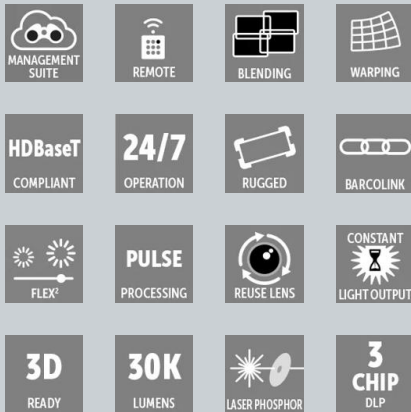 MANAGEMENT
SUITE
REMOTE
BLENDING
WARPING
HDBaseT
COMPLIANT
24/7
OPERATION
RUGGED
BARCOLINK
FLEX²
PULSE
PROCESSING
REUSE LENS
CONSTANT
LIGHT OUTPUT
3D
READY
30K
LUMENS
LASER PHOSPHOR
3
CHIP
DLP